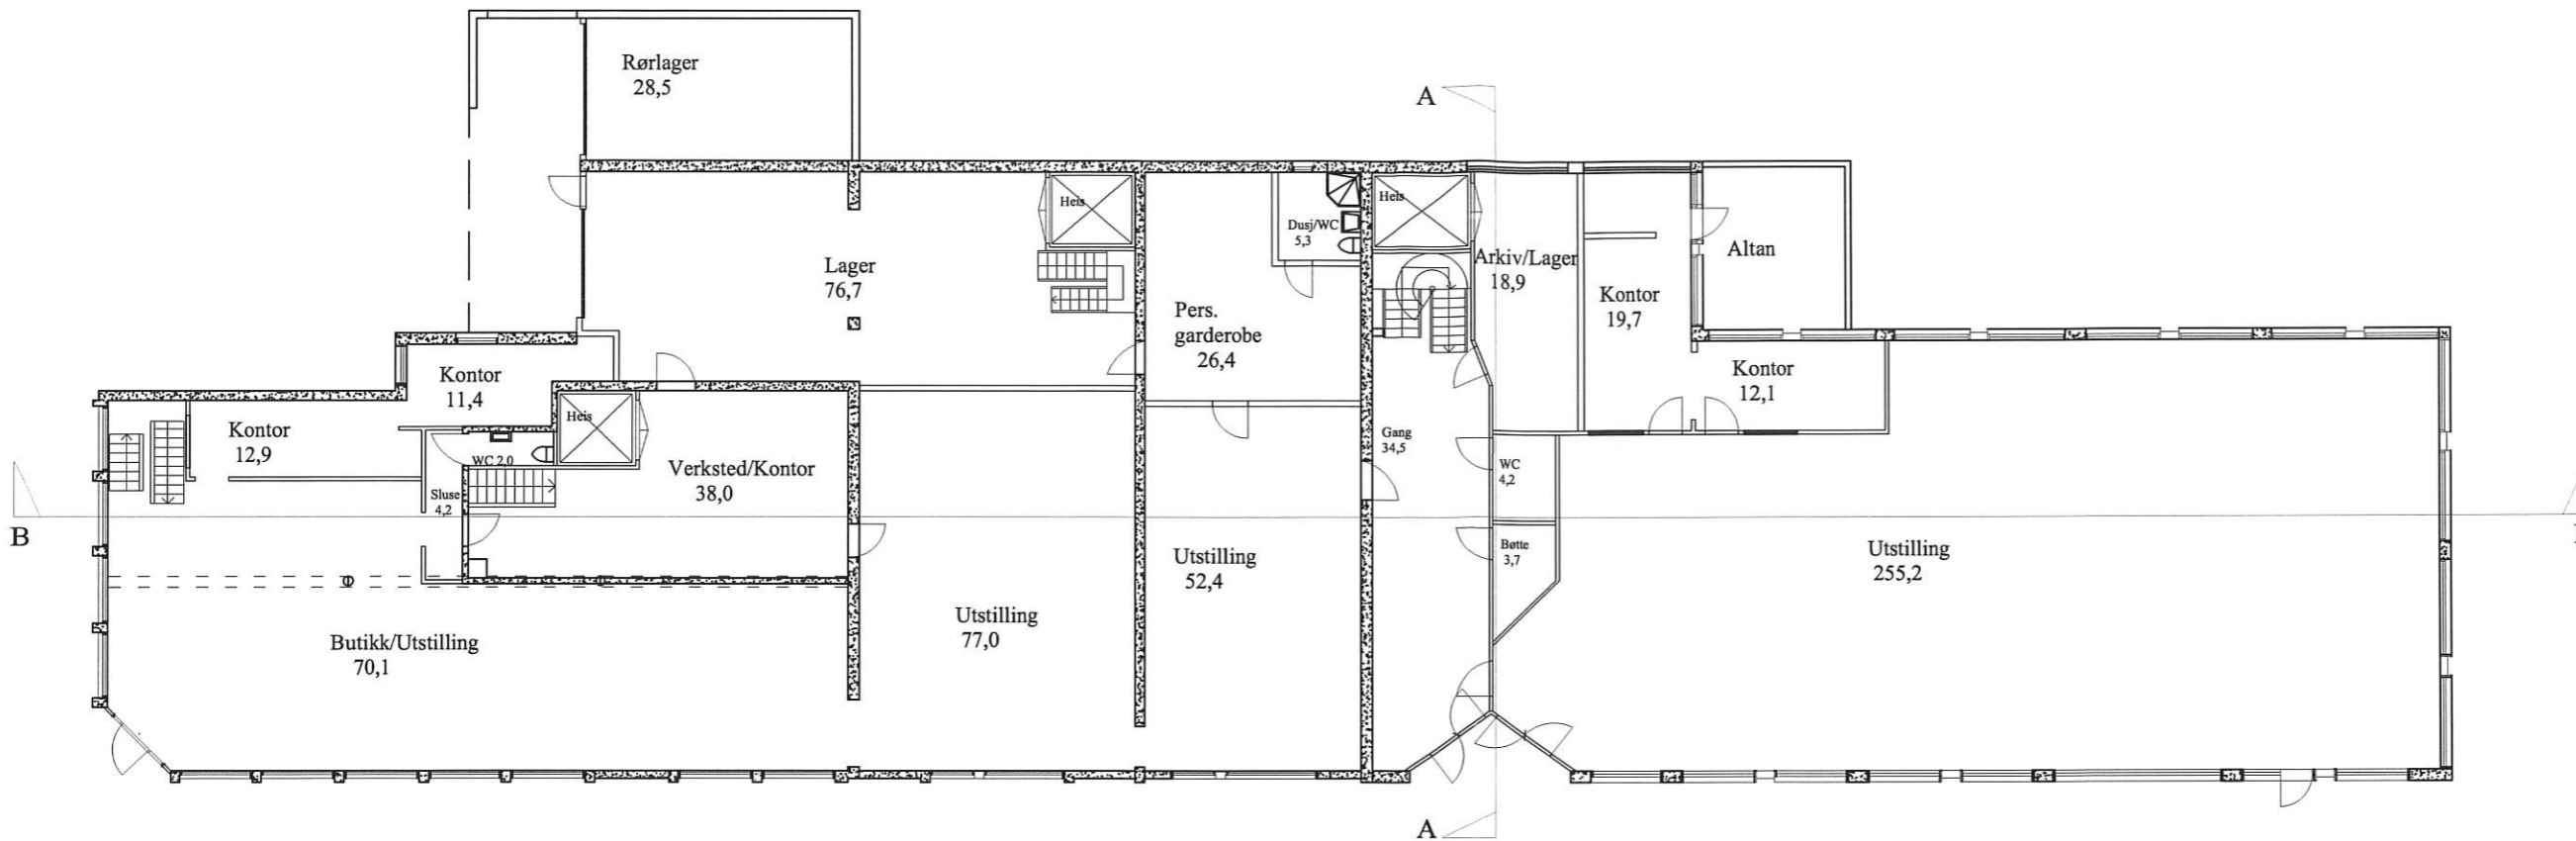 Rørlager
28,5
A
Heis
Dusj/WC
5,3
Heis
Arkiv/Lager
18,9
Altan
Lager
76,7
Kontor
19,7
Pers.
garderobe
26,4
Kontor
11,4
Kontor
12,1
Heis
Kontor
12,9
Gang
34,5
WC 2,0
Verksted/Kontor
38,0
WC
4,2
Sluse
4,2
B
Bøtte
3,7
Utstilling
52,4
Utstilling
255,2
Utstilling
77,0
Butikk/Utstilling
70,1
A